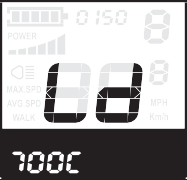 0150
POWER
MAX.SPD
AVG SPD
WALK
Ld
MPH
Km/h
700C